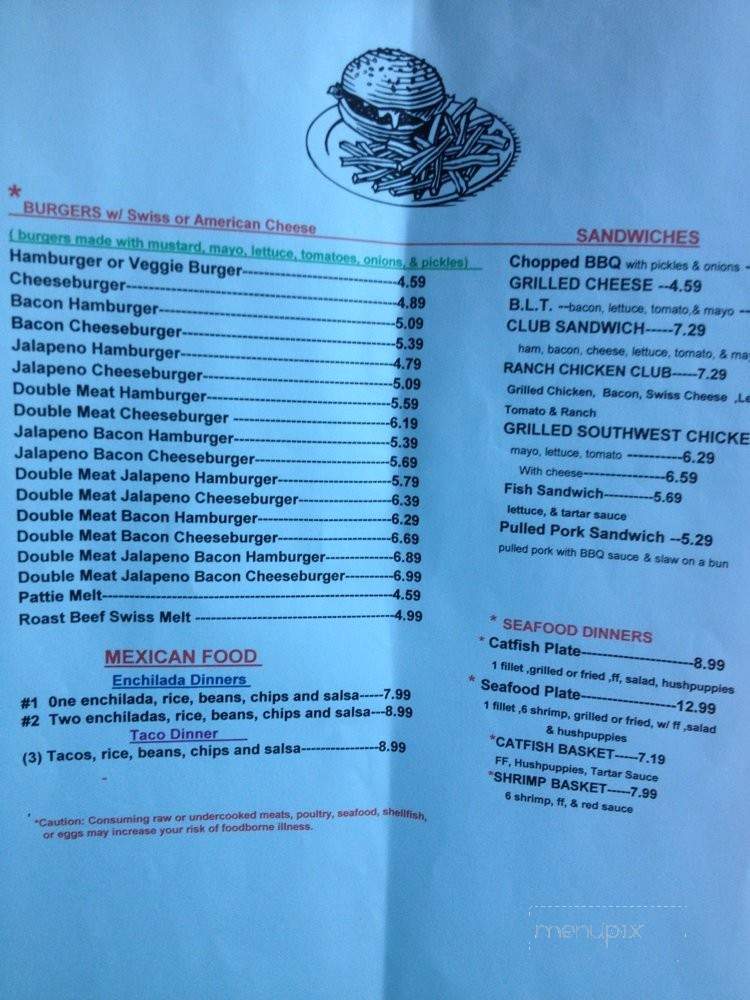 *
BURGERS w/ Swiss or American Cheese
( burgers made with mustard, mayo, lettuce, tomatoes, onions, & pickles)
Hamburger or Veggie Burger-----------------------4.59
Cheeseburger----------------------------------------4.89
Bacon Hamburger-----------------------------------5.09
Bacon Cheeseburger-------------------------------5.39
Jalapeno Hamburger-------------------------------4.79
Jalapeno Cheeseburger----------------------------5.09
Double Meat Hamburger---------------------------5.59
Double Meat Cheeseburger ------------------------6.19
Jalapeno Bacon Hamburger-----------------------5.39
Jalapeno Bacon Cheeseburger--------------------5.69
Double Meat Jalapeno Hamburger----------------5.79
Double Meat Jalapeno Cheeseburger-------------6.39
Double Meat Bacon Hamburger-------------------6.29
Double Meat Bacon Cheeseburger----------------6.69
Double Meat Jalapeno Bacon Hamburger--------------6.89
Double Meat Jalapeno Bacon Cheeseburger----------6.99
Pattie Melt------------------------------------------4.59
Roast Beef Swiss Melt -----------------------------4.99
MEXICAN FOOD
Enchilada Dinners
#1 0ne enchilada, rice, beans, chips and salsa-----7.99
#2 Two enchiladas, rice, beans, chips and salsa---8.99
Taco Dinner
(3) Tacos, rice, beans, chips and salsa----------------8.99
*Caution: Consuming raw or undercooked meats, poultry, seafood, shellfish,
or eggs may increase your risk of foodborne illness.
SANDWICHES
Chopped BBQ with pickles & onions -
GRILLED CHEESE --4.59
B.L.T. --bacon, lettuce, tomato,& mayo --
CLUB SANDWICH-----7.29
ham, bacon, cheese, lettuce, tomato, &
RANCH CHICKEN CLUB-----7.29
Grilled Chicken, Bacon, Swiss Cheese ,
Tomato & Ranch
GRILLED SOUTHWEST
mayo, lettuce, tomato -----------6.29
With cheese----------------6.59
Fish Sandwich----------5.69
lettuce, & tartar sauce
Pulled Pork Sandwich --5.29
pulled pork with BBQ sauce & slaw on a bun
* SEAFOOD DINNERS
* Catfish Plate----------------------8.99
1 fillet ,grilled or fried ,ff, salad, hushpuppies
* Seafood Plate------------------12.99
1 fillet ,6 shrimp, grilled or fried, w/ ff ,salad
& hushpuppies
*CATFISH BASKET-----7.19
FF, Hushpuppies, Tartar Sauce
*SHRIMP BASKET-----7.99
6 shrimp, ff, & red sauce
menupix